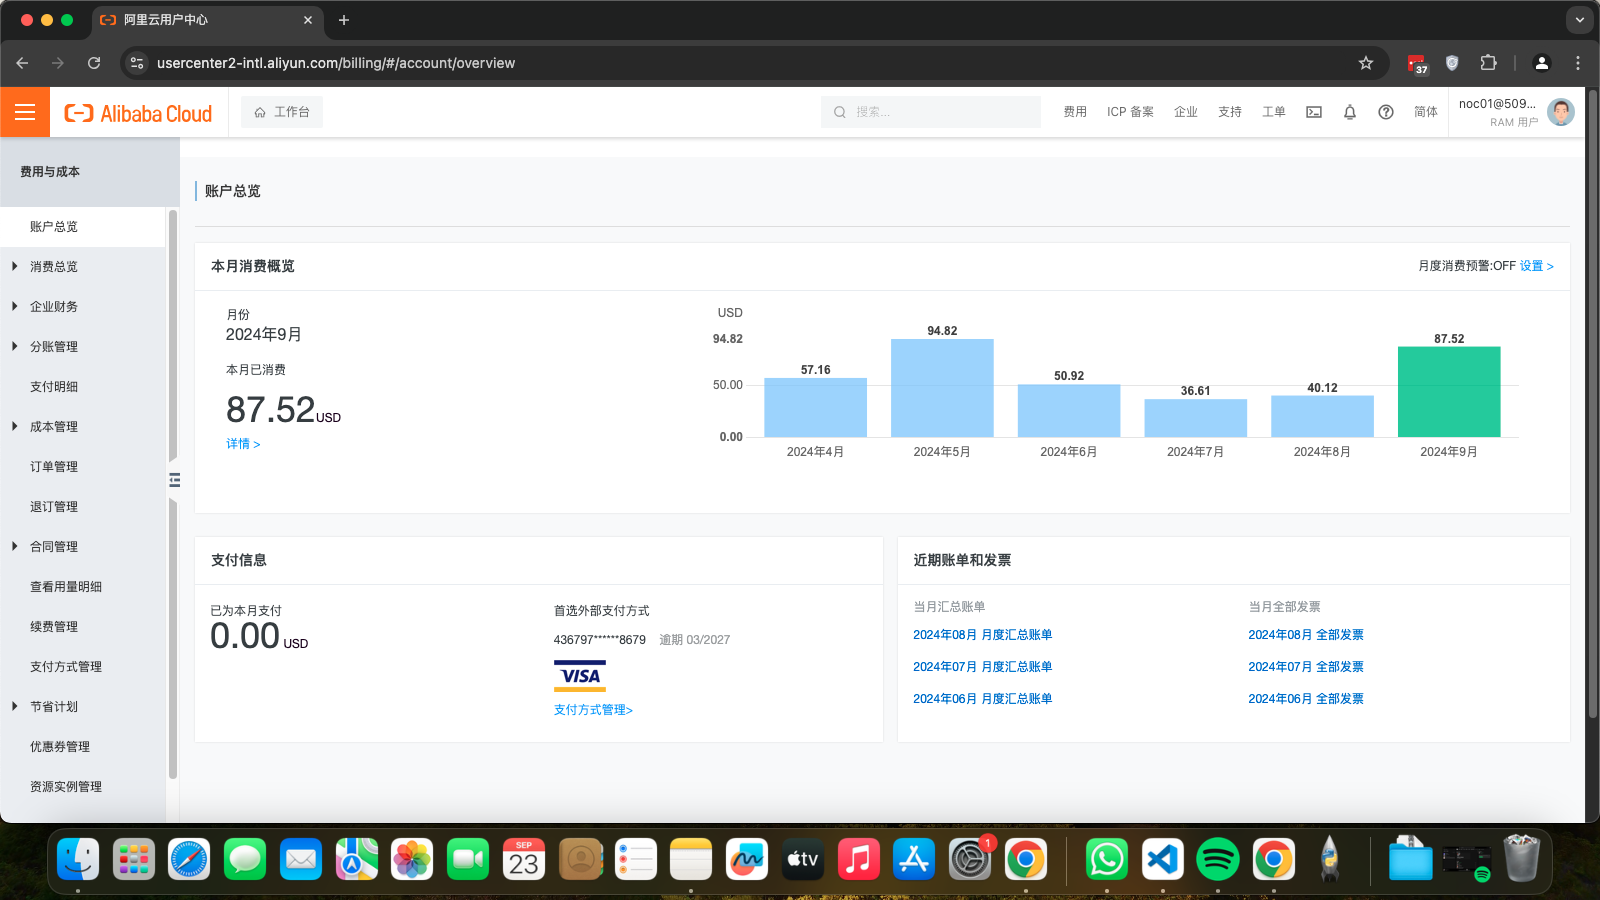 阿里云用户中心
usercenter2-intl.aliyun.com/billing/#/account/overview
37
Alibaba Cloud
工作台
搜索...
费用
ICP 备案
企业
支持
工单
简体
noc01@509...
RAM 用户
费用与成本
账户总览
消费总览
企业财务
分账管理
支付明细
成本管理
订单管理
退订管理
合同管理
查看用量明细
续费管理
支付方式管理
节省计划
优惠券管理
资源实例管理
账户总览
本月消费概览
月度消费预警:OFF 设置 >
月份
2024年9月
本月已消费
87.52 USD
详情 >
USD
94.82
50.00
0.00
57.16
94.82
50.92
36.61
40.12
87.52
2024年4月
2024年5月
2024年6月
2024年7月
2024年8月
2024年9月
支付信息
已为本月支付
0.00 USD
首选外部支付方式
436797******8679 逾期 03/2027
VISA
支付方式管理>
近期账单和发票
当月汇总账单
2024年08月 月度汇总账单
2024年07月 月度汇总账单
2024年06月 月度汇总账单
当月全部发票
2024年08月 全部发票
2024年07月 全部发票
2024年06月 全部发票
SEP
23
tv
1